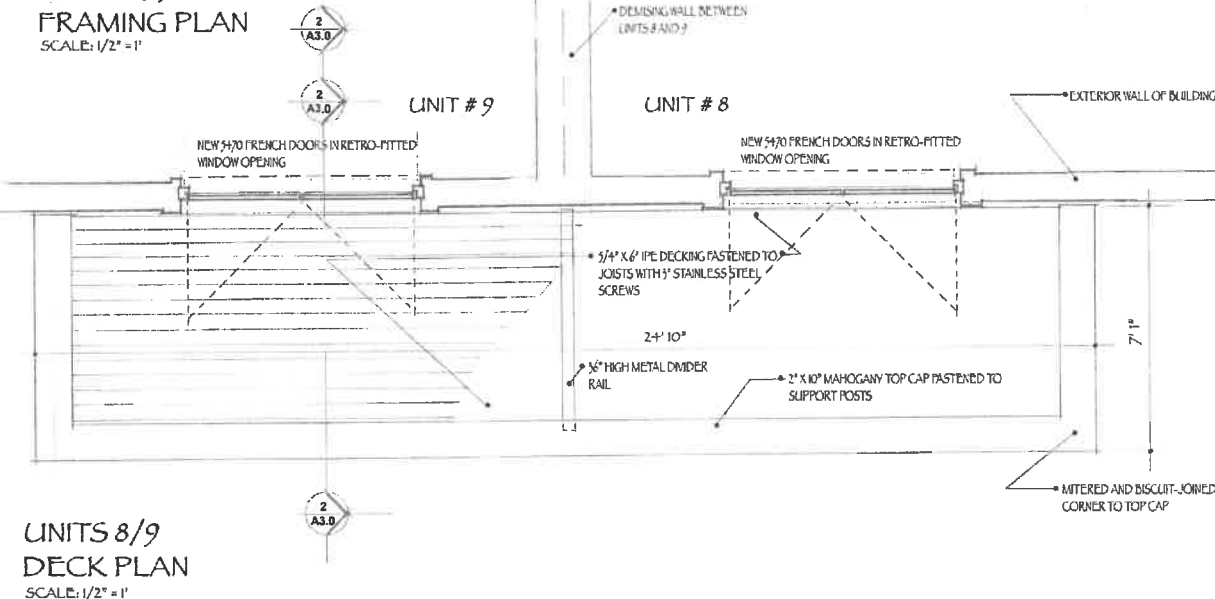 FRAMING PLAN
SCALE: 1/2" = 1'
2
A3.0
2
A3.0
DEMISING WALL BETWEEN
UNITS 8 AND 9
UNIT # 9
UNIT # 8
EXTERIOR WALL OF BUILDING
NEW 5470 FRENCH DOORS IN RETRO-FITTED
WINDOW OPENING
NEW 5470 FRENCH DOORS IN RETRO-FITTED
WINDOW OPENING
5/4" X 6" IPE DECKING FASTENED TO
JOISTS WITH 3" STAINLESS STEEL
SCREWS
24' 10"
7' 1"
36" HIGH METAL DIVIDER
RAIL
2" X 10" MAHOGANY TOP CAP FASTENED TO
SUPPORT POSTS
MITERED AND BISCUIT-JOINED
CORNER TO TOP CAP
2
A3.0
UNITS 8/9
DECK PLAN
SCALE: 1/2" = 1'